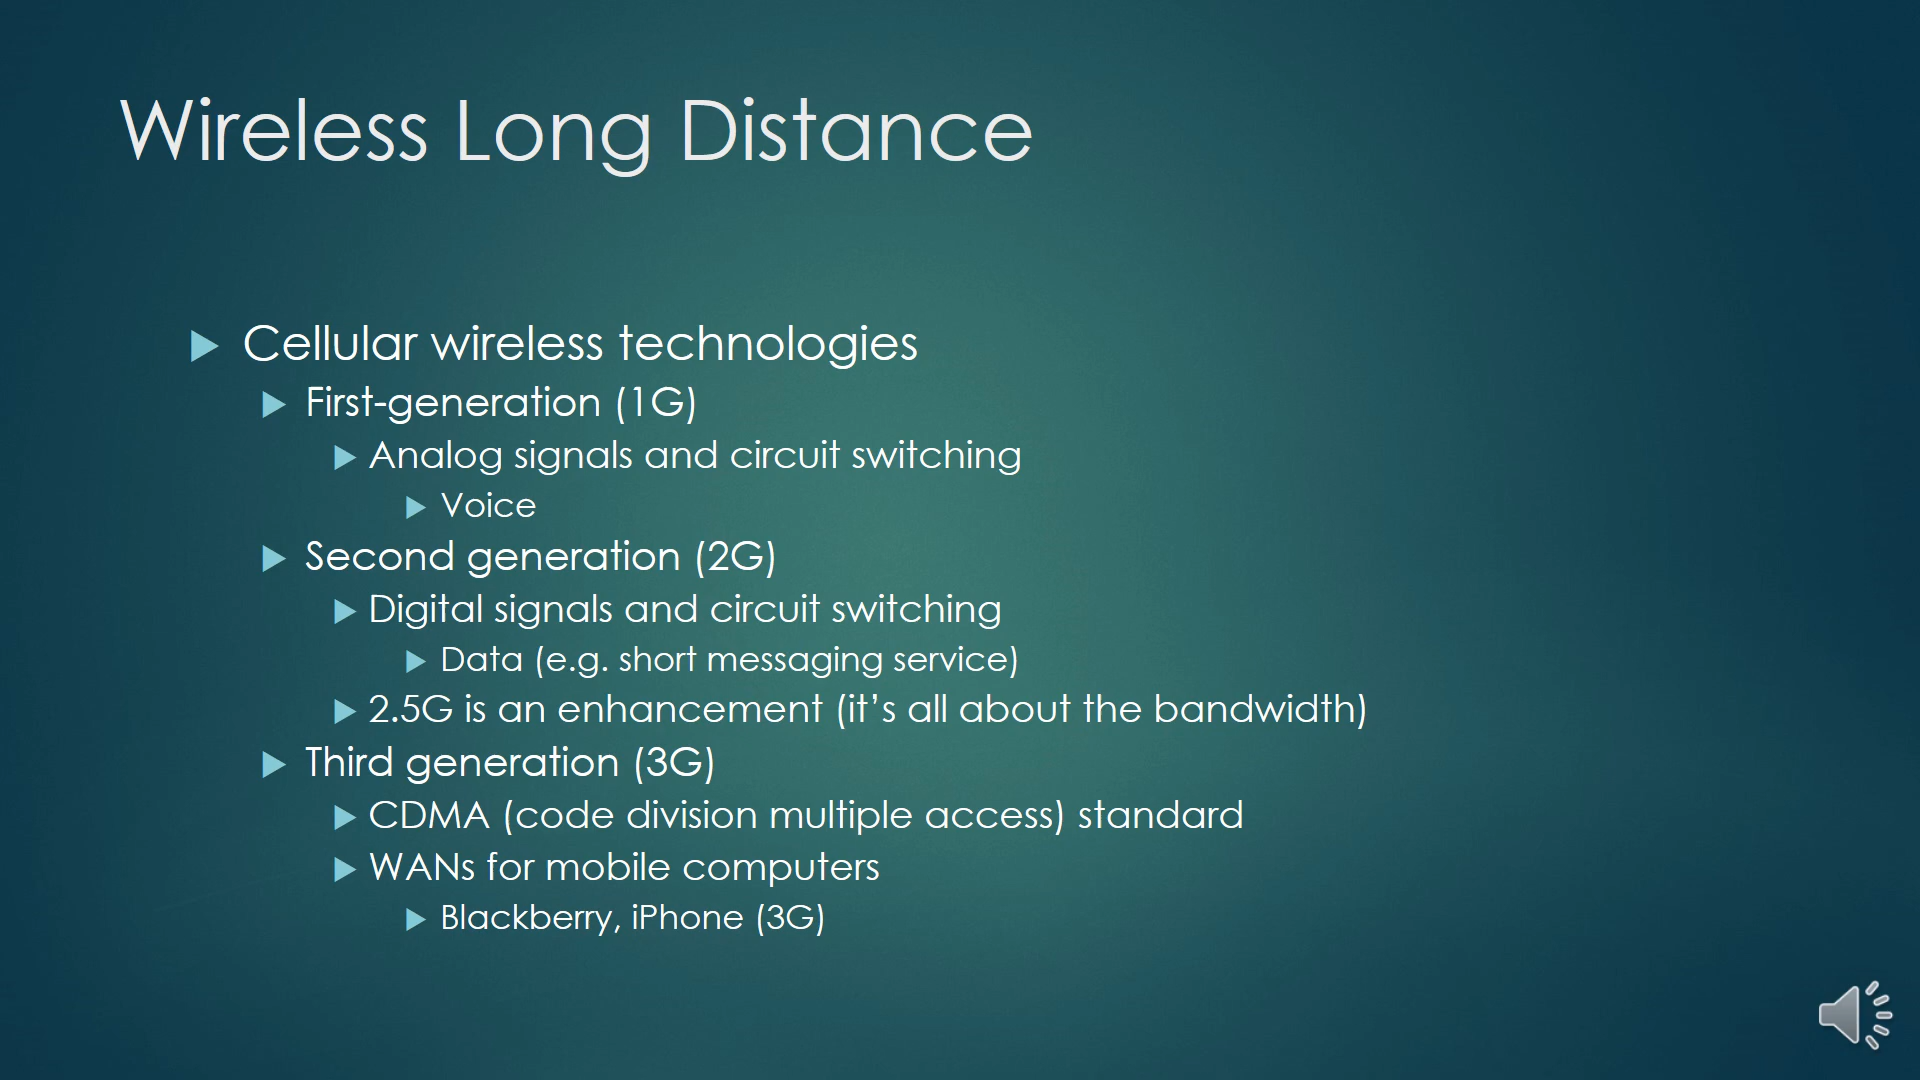 Wireless Long Distance
Cellular wireless technologies
First-generation (1G)
Analog signals and circuit switching
Voice
Second generation (2G)
Digital signals and circuit switching
Data (e.g. short messaging service)
2.5G is an enhancement (it’s all about the bandwidth)
Third generation (3G)
CDMA (code division multiple access) standard
WANs for mobile computers
Blackberry, iPhone (3G)